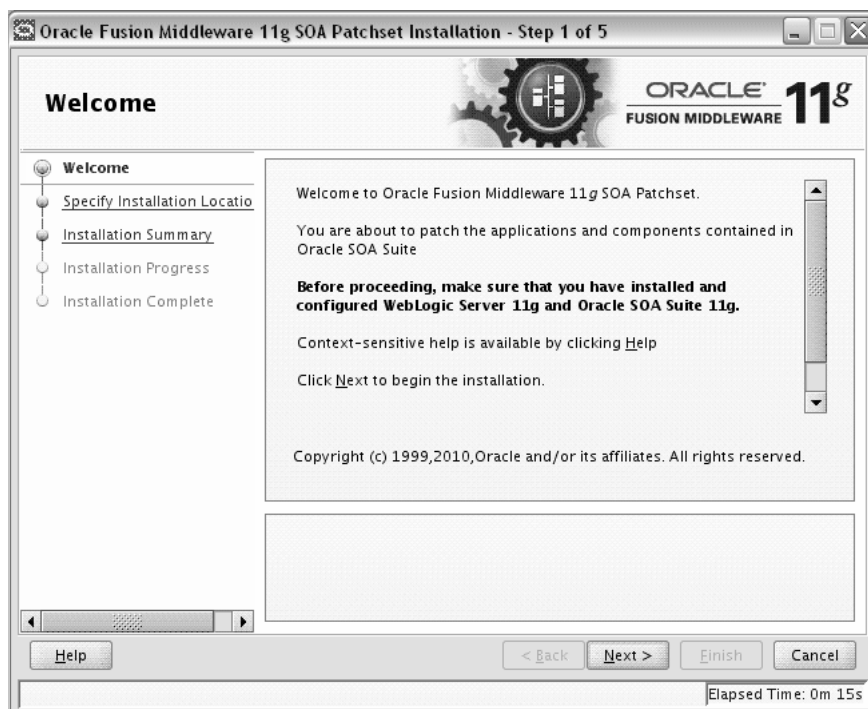 Oracle Fusion Middleware 11g SOA Patchset Installation - Step 1 of 5
Welcome
ORACLE®
FUSION MIDDLEWARE
11g
Welcome
Specify Installation Locatio
Installation Summary
Installation Progress
Installation Complete
Welcome to Oracle Fusion Middleware 11g SOA Patchset.
You are about to patch the applications and components contained in
Oracle SOA Suite
Before proceeding, make sure that you have installed and
configured WebLogic Server 11g and Oracle SOA Suite 11g.
Context-sensitive help is available by clicking Help
Click Next to begin the installation.
Copyright (c) 1999,2010,Oracle and/or its affiliates. All rights reserved.
Help
< Back
Next >
Finish
Cancel
Elapsed Time: 0m 15s